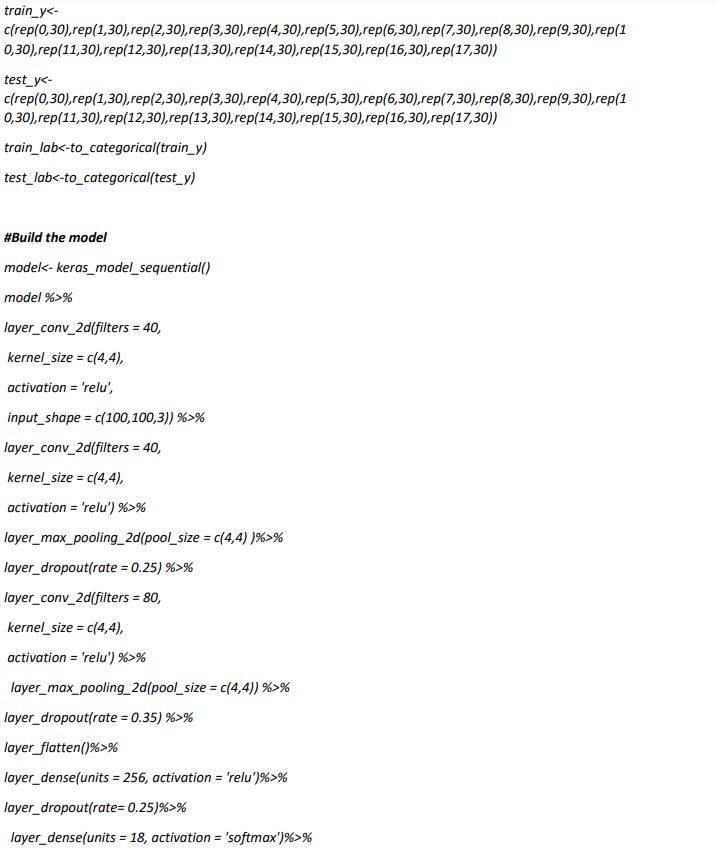 train_y<-
c(rep(0,30),rep(1,30),rep(2,30),rep(3,30),rep(4,30),rep(5,30),rep(6,30),rep(7,30),rep(8,30),rep(9,30),rep(1
0,30),rep(11,30),rep(12,30),rep(13,30),rep(14,30),rep(15,30),rep(16,30),rep(17,30))
test_y<-
c(rep(0,30),rep(1,30),rep(2,30),rep(3,30),rep(4,30),rep(5,30),rep(6,30),rep(7,30),rep(8,30),rep(9,30),rep(1
0,30),rep(11,30),rep(12,30),rep(13,30),rep(14,30),rep(15,30),rep(16,30),rep(17,30))
train_lab<-to_categorical(train_y)
test_lab<-to_categorical(test_y)
#Build the model
model<- keras_model_sequential()
model %>%
layer_conv_2d(filters = 40,
kernel_size = c(4,4),
activation = 'relu',
input_shape = c(100,100,3)) %>%
layer_conv_2d(filters = 40,
kernel_size = c(4,4),
activation = 'relu') %>%
layer_max_pooling_2d(pool_size = c(4,4) )%>%
layer_dropout(rate = 0.25) %>%
layer_conv_2d(filters = 80,
kernel_size = c(4,4),
activation = 'relu') %>%
layer_max_pooling_2d(pool_size = c(4,4)) %>%
layer_dropout(rate = 0.35) %>%
layer_flatten()%>%
layer_dense(units = 256, activation = 'relu')%>%
layer_dropout(rate= 0.25)%>%
layer_dense(units = 18, activation = 'softmax')%>%